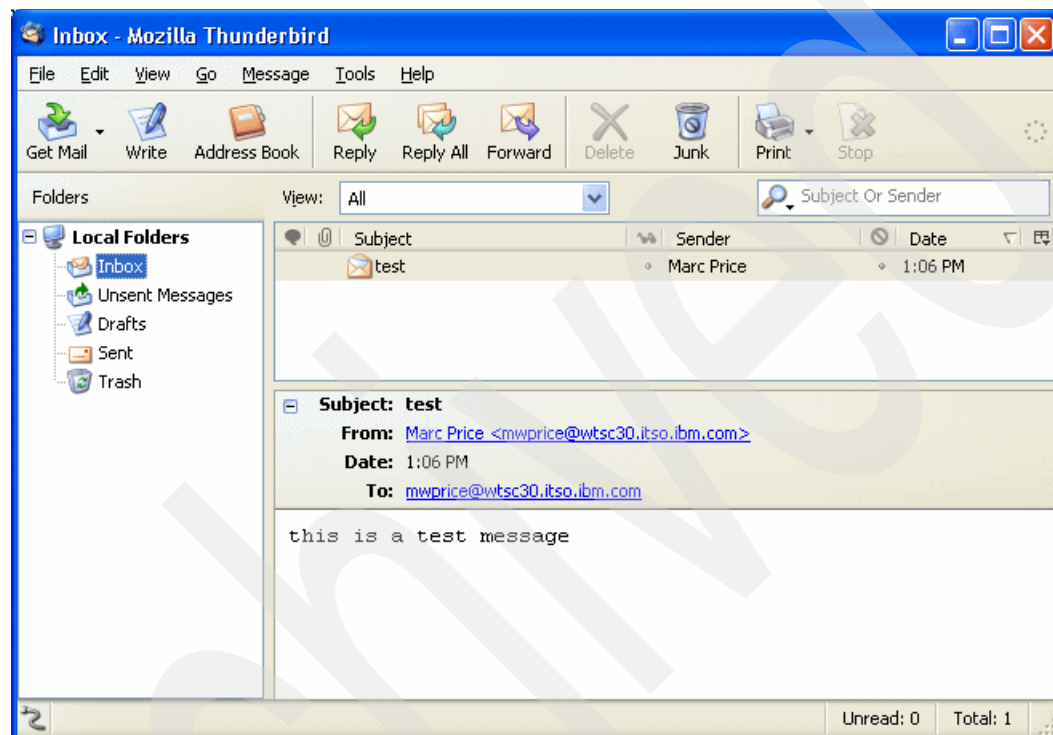 Inbox - Mozilla Thunderbird
File Edit View Go Message Tools Help
Get Mail Write Address Book Reply Reply All Forward Delete Junk Print Stop
Folders View: All Subject Or Sender
Local Folders
Inbox
Unsent Messages
Drafts
Sent
Trash
Subject Sender Date
test Marc Price 1:06 PM
Subject: test
From: Marc Price <mwprice@wtsc30.itso.ibm.com>
Date: 1:06 PM
To: mwprice@wtsc30.itso.ibm.com
this is a test message
Unread: 0 Total: 1